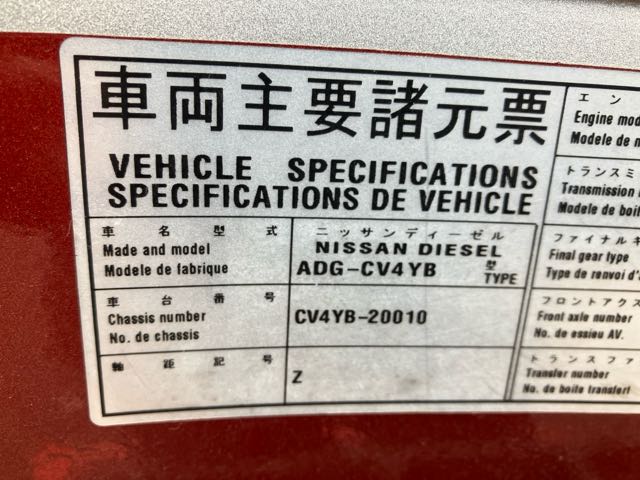 車両主要諸元票
VEHICLE SPECIFICATIONS
SPECIFICATIONS DE VEHICLE
車名型式
Made and model
Modele de fabrique
ニッサンディーゼル
NISSAN DIESEL
ADG-CV4YB 型 TYPE
車台番号
Chassis number
No. de chassis
CV4YB-20010
軸距記号
Z
エン
Engine mod
Modele de m
トランスミ
Transmission
Modele de boit
ファイナルギ
Final gear type
Type de renvoi d'
フロントアクス
Front axle number
No. de essieu AV.
トランスファ
Transfer number
No. de boite transfert